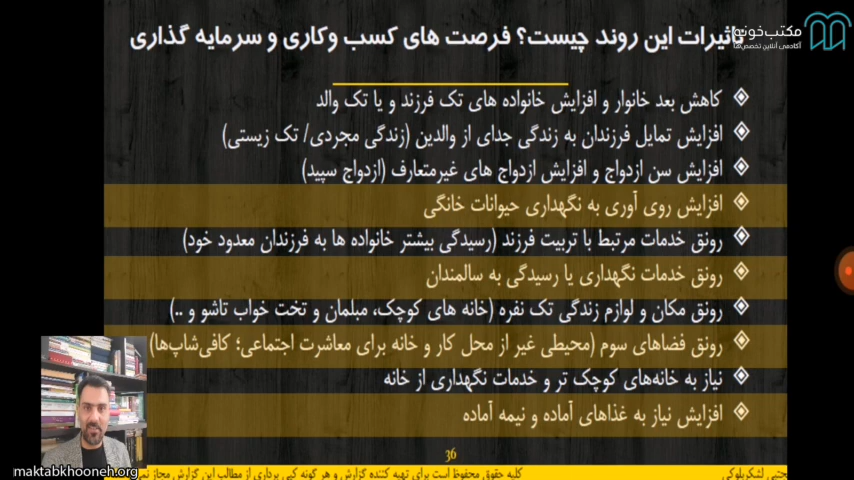 تاثیرات این روند چیست؟ فرصت های کسب وکاری و سرمایه گذاری
مکتب‌خونه
آکادمی آنلاین تخصص‌ها
کاهش بعد خانوار و افزایش خانواده های تک فرزند و یا تک والد
افزایش تمایل فرزندان به زندگی جدای از والدین (زندگی مجردی/ تک زیستی)
افزایش سن ازدواج و افزایش ازدواج های غیرمتعارف (ازدواج سپید)
افزایش روی آوری به نگهداری حیوانات خانگی
رونق خدمات مرتبط با تربیت فرزند (رسیدگی بیشتر خانواده ها به فرزندان معدود خود)
رونق خدمات نگهداری یا رسیدگی به سالمندان
رونق مکان و لوازم زندگی تک نفره (خانه های کوچک، مبلمان و تخت خواب تاشو و ..)
رونق فضاهای سوم (محیطی غیر از محل کار و خانه برای معاشرت اجتماعی؛ کافی‌شاپ‌ها)
نیاز به خانه‌های کوچک تر و خدمات نگهداری از خانه
افزایش نیاز به غذاهای آماده و نیمه آماده
36
مجتبی لشکربلوکی
کلیه حقوق محفوظ است برای تهیه کننده گزارش و هر گونه کپی برداری از مطالب این گزارش مجاز
maktabkhooneh.org